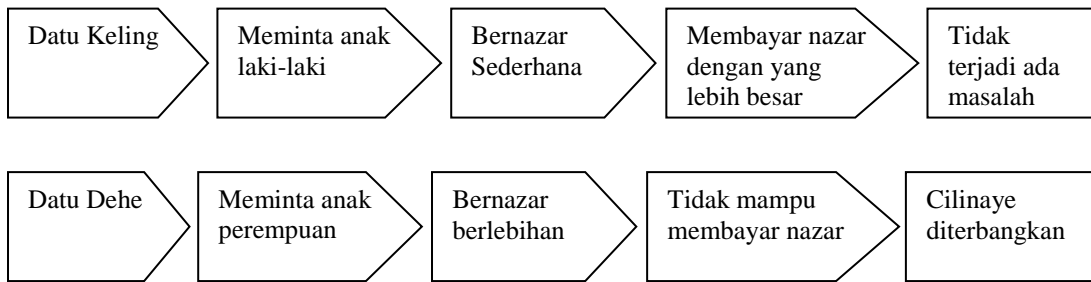 Datu Keling
Meminta anak
laki-laki
Bernazar
Sederhana
Membayar nazar
dengan yang
lebih besar
Tidak
terjadi ada
masalah
Datu Dehe
Meminta anak
perempuan
Bernazar
berlebihan
Tidak mampu
membayar nazar
Cilinaye
diterbangkan